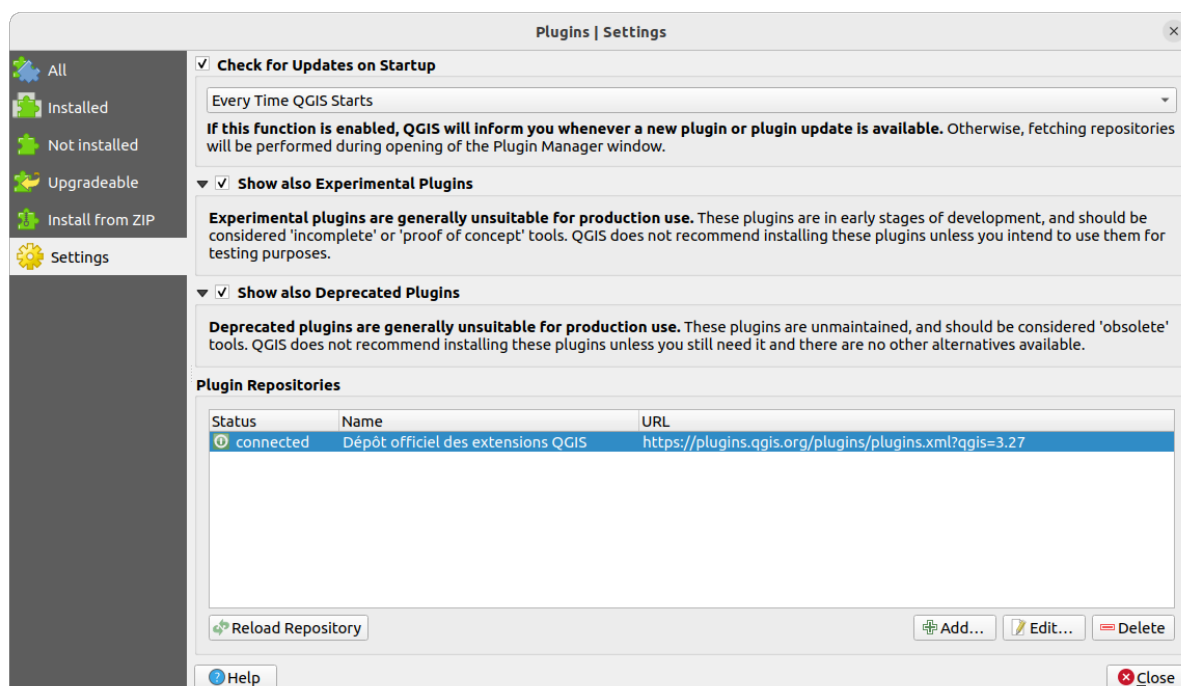 Plugins | Settings
All
Installed
Not installed
Upgradeable
Install from ZIP
Settings
Check for Updates on Startup
Every Time QGIS Starts
If this function is enabled, QGIS will inform you whenever a new plugin or plugin update is available. Otherwise, fetching repositories
will be performed during opening of the Plugin Manager window.
Show also Experimental Plugins
Experimental plugins are generally unsuitable for production use. These plugins are in early stages of development, and should be
considered 'incomplete' or 'proof of concept' tools. QGIS does not recommend installing these plugins unless you intend to use them for
testing purposes.
Show also Deprecated Plugins
Deprecated plugins are generally unsuitable for production use. These plugins are unmaintained, and should be considered 'obsolete'
tools. QGIS does not recommend installing these plugins unless you still need it and there are no other alternatives available.
Plugin Repositories
Status Name URL
connected Dépôt officiel des extensions QGIS https://plugins.qgis.org/plugins/plugins.xml?qgis=3.27
Reload Repository Add... Edit... Delete
Help Close